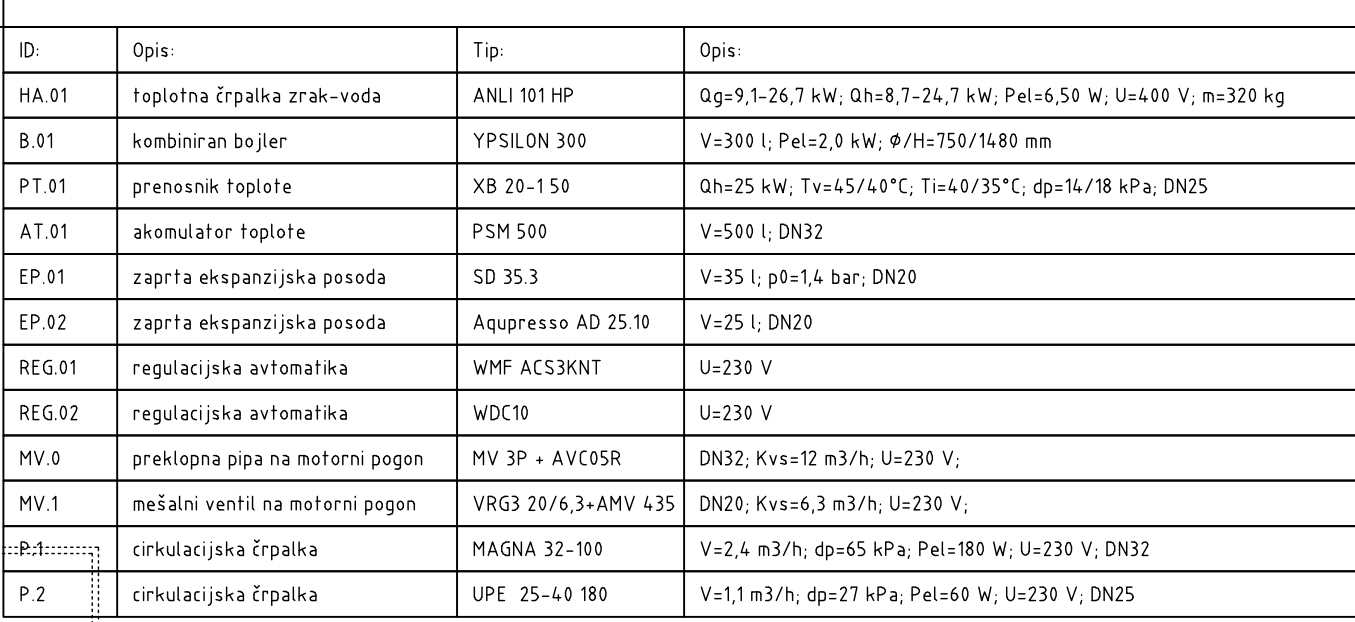 ID: Opis: Tip: Opis:
HA.01 toplotna črpalka zrak-voda ANLI 101 HP Qg=9,1-26,7 kW; Qh=8,7-24,7 kW; Pel=6,50 W; U=400 V; m=320 kg
B.01 kombiniran bojler YPSILON 300 V=300 l; Pel=2,0 kW; Φ/H=750/1480 mm
PT.01 prenosnik toplote XB 20-1 50 Qh=25 kW; Tv=45/40°C; Ti=40/35°C; dp=14/18 kPa; DN25
AT.01 akomulator toplote PSM 500 V=500 l; DN32
EP.01 zaprta ekspanzijska posoda SD 35.3 V=35 l; p0=1,4 bar; DN20
EP.02 zaprta ekspanzijska posoda Aqupresso AD 25.10 V=25 l; DN20
REG.01 regulacijska avtomatika WMF ACS3KNT U=230 V
REG.02 regulacijska avtomatika WDC10 U=230 V
MV.0 preklopna pipa na motorni pogon MV 3P + AVC05R DN32; Kvs=12 m3/h; U=230 V;
MV.1 mešalni ventil na motorni pogon VRG3 20/6,3+AMV 435 DN20; Kvs=6,3 m3/h; U=230 V;
P.1 cirkulacijska črpalka MAGNA 32-100 V=2,4 m3/h; dp=65 kPa; Pel=180 W; U=230 V; DN32
P.2 cirkulacijska črpalka UPE 25-40 180 V=1,1 m3/h; dp=27 kPa; Pel=60 W; U=230 V; DN25